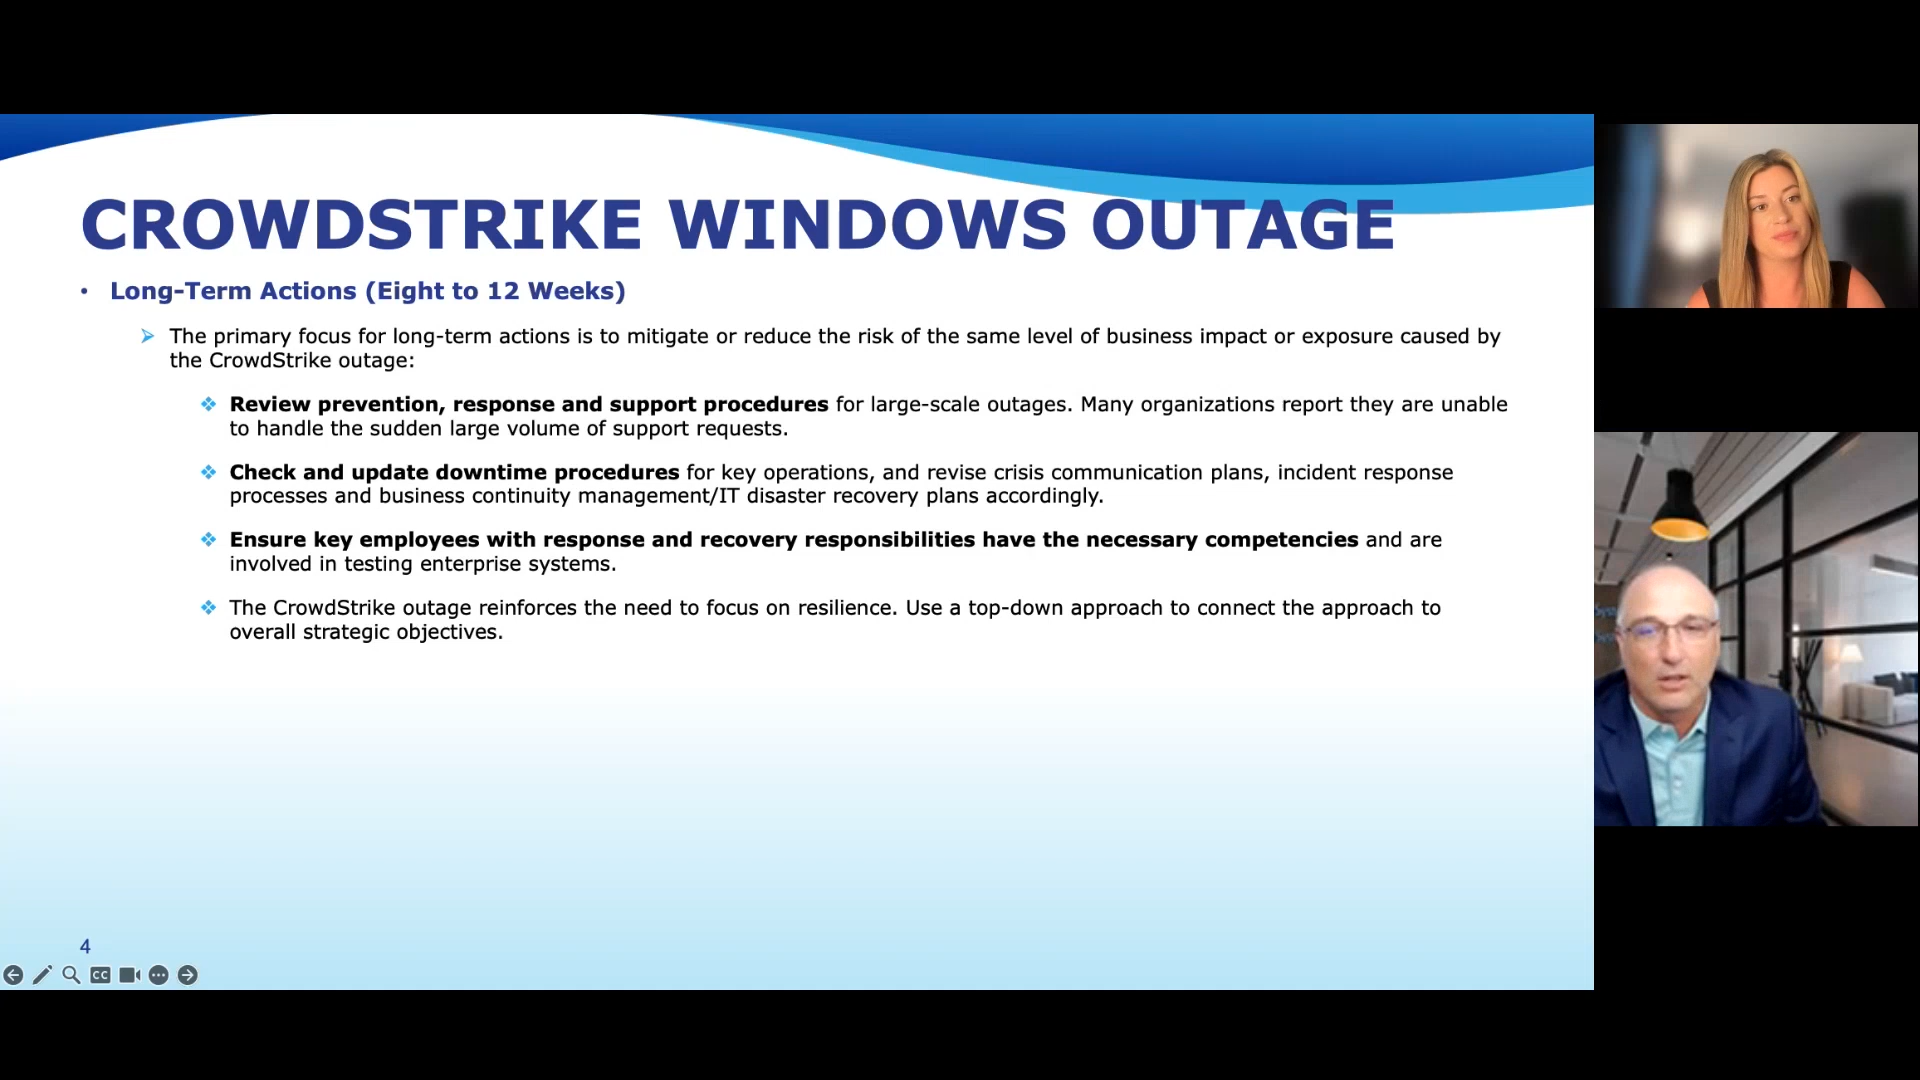 CROWDSTRIKE WINDOWS OUTAGE
• Long-Term Actions (Eight to 12 Weeks)
The primary focus for long-term actions is to mitigate or reduce the risk of the same level of business impact or exposure caused by
the CrowdStrike outage:
Review prevention, response and support procedures for large-scale outages. Many organizations report they are unable
to handle the sudden large volume of support requests.
Check and update downtime procedures for key operations, and revise crisis communication plans, incident response
processes and business continuity management/IT disaster recovery plans accordingly.
Ensure key employees with response and recovery responsibilities have the necessary competencies and are
involved in testing enterprise systems.
The CrowdStrike outage reinforces the need to focus on resilience. Use a top-down approach to connect the approach to
overall strategic objectives.
4
CC